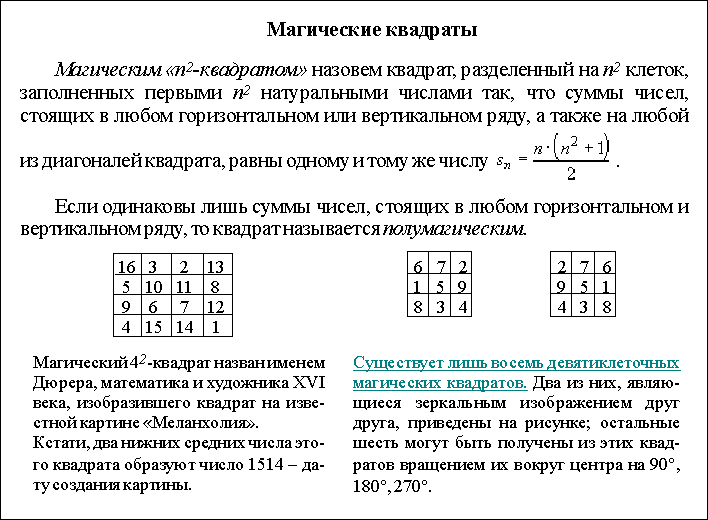 Магические квадраты
Магическим «n²-квадратом» назовем квадрат, разделенный на n² клеток,
заполненных первыми n² натуральными числами так, что суммы чисел,
стоящих в любом горизонтальном или вертикальном ряду, а также на любой
из диагоналей квадрата, равны одному и тому же числу sₙ = n·(n² + 1) / 2 .
Если одинаковы лишь суммы чисел, стоящих в любом горизонтальном и
вертикальном ряду, то квадрат называется полумагическим.
16 3 2 13
5 10 11 8
9 6 7 12
4 15 14 1
6 7 2
1 5 9
8 3 4
2 7 6
9 5 1
4 3 8
Магический 4²-квадрат назван именем
Дюрера, математика и художника XVI
века, изобразившего квадрат на изве-
стной картине «Меланхолия».
Кстати, два нижних средних числа это-
го квадрата образуют число 1514 – да-
ту создания картины.
Существует лишь восемь девятиклеточных
магических квадратов. Два из них, являю-
щиеся зеркальным изображением друг
друга, приведены на рисунке; остальные
шесть могут быть получены из этих квад-
ратов вращением их вокруг центра на 90°,
180°, 270°.